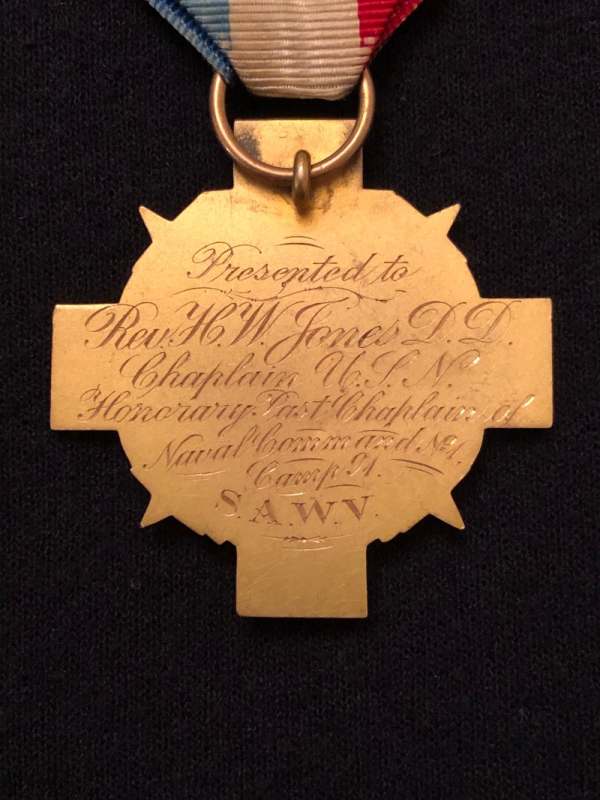 Presented to
Rev. H. W. Jones D. D.
Chaplain U. S. N.
Honorary Past Chaplain of
Naval Command No 1.
Camp 91.
S. A. W. V.